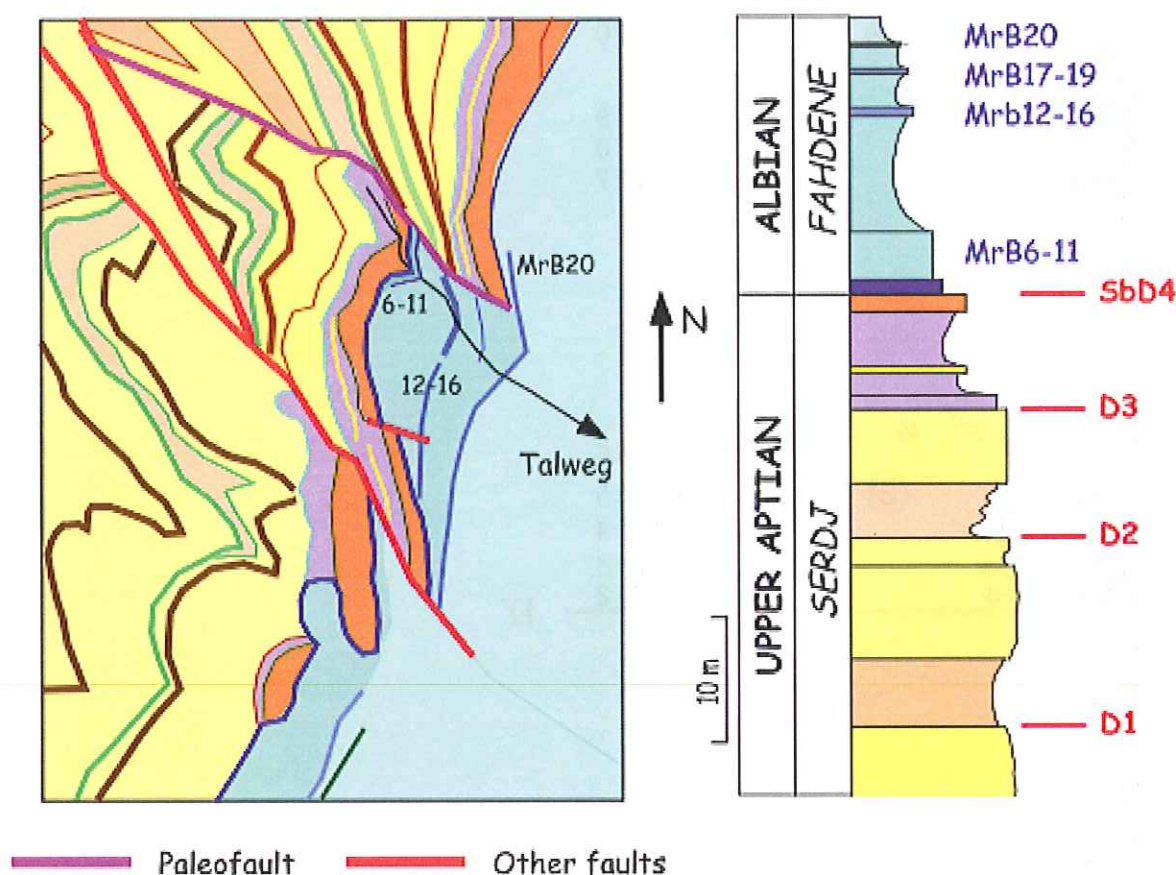 MrB20
6-11
12-16
N
Talweg
10 m
UPPER APTIAN
ALBIAN
SERDJ
FAHDENE
MrB20
MrB17-19
Mrb12-16
MrB6-11
SbD4
D3
D2
D1
Paleofault
Other faults